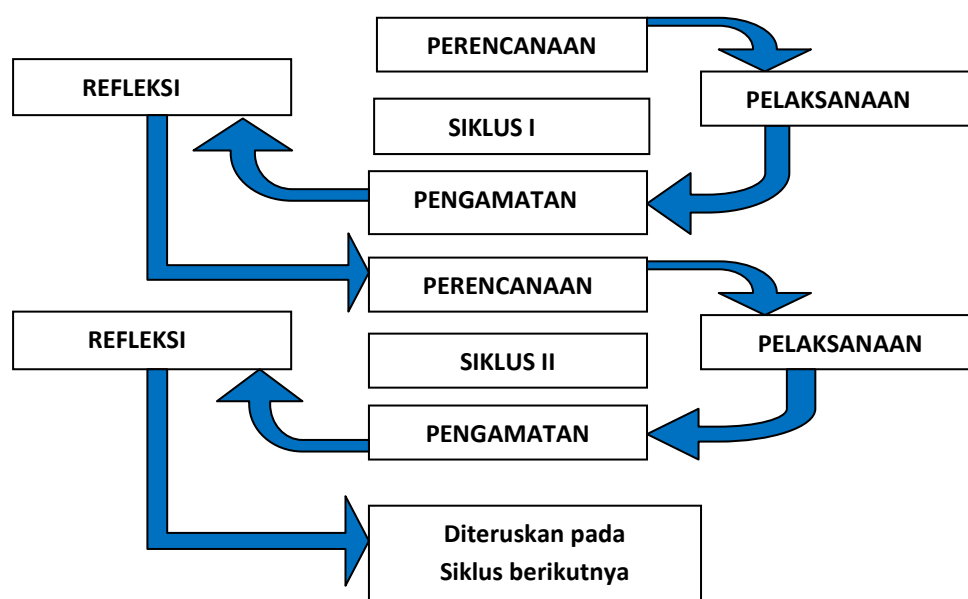 PERENCANAAN
REFLEKSI
PELAKSANAAN
SIKLUS I
PENGAMATAN
PERENCANAAN
REFLEKSI
PELAKSANAAN
SIKLUS II
PENGAMATAN
Diteruskan pada
Siklus berikutnya